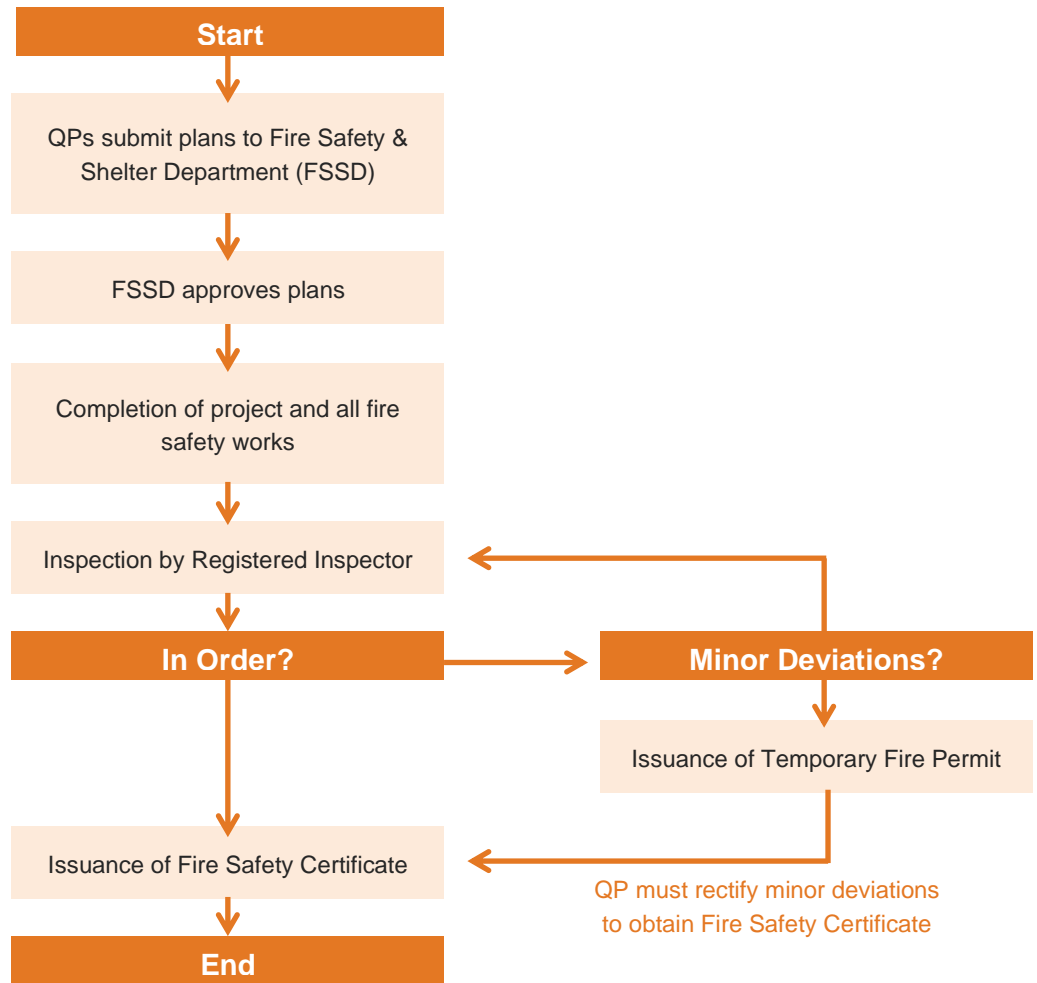 Start
QPs submit plans to Fire Safety &
Shelter Department (FSSD)
FSSD approves plans
Completion of project and all fire
safety works
Inspection by Registered Inspector
In Order?
Minor Deviations?
Issuance of Temporary Fire Permit
Issuance of Fire Safety Certificate
QP must rectify minor deviations
to obtain Fire Safety Certificate
End